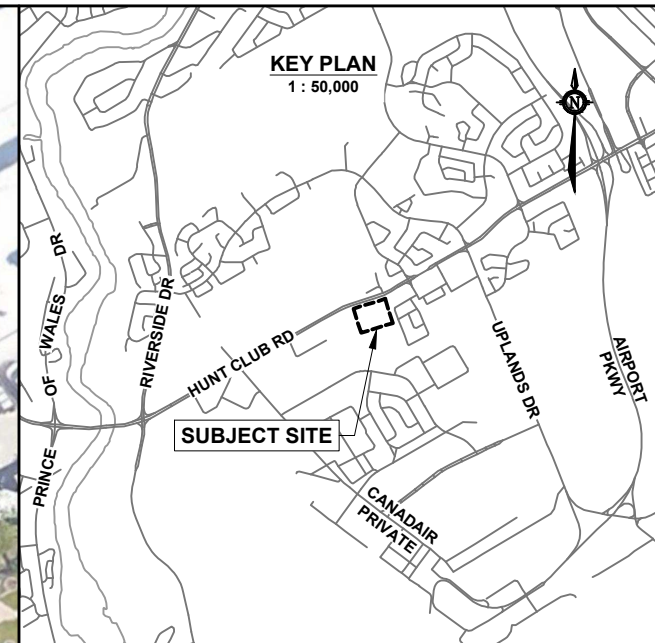 KEY PLAN
1 : 50,000
N
PRINCE OF WALES DR
RIVERSIDE DR
HUNT CLUB RD
UPLANDS DR
AIRPORT
PKWY
SUBJECT SITE
CANADAIR
PRIVATE